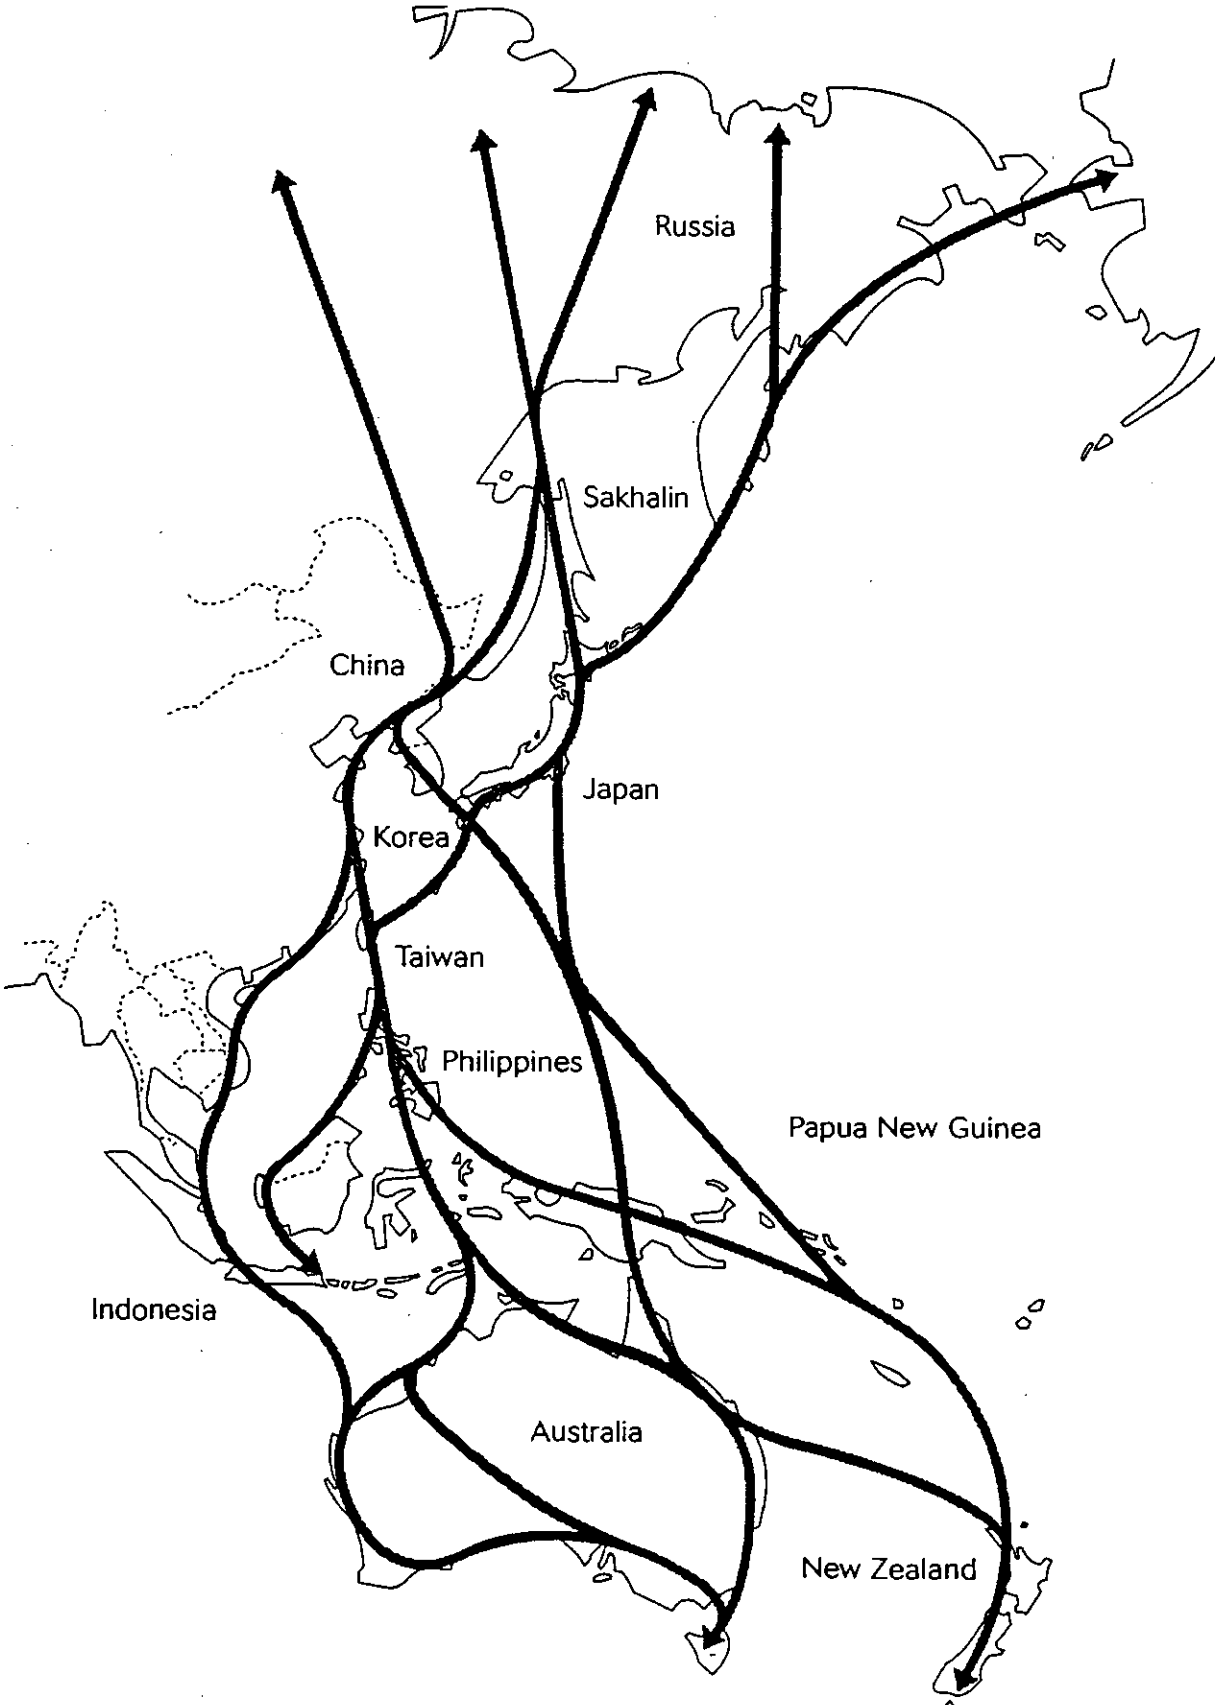 Russia
Sakhalin
China
Japan
Korea
Taiwan
Philippines
Papua New Guinea
Indonesia
Australia
New Zealand